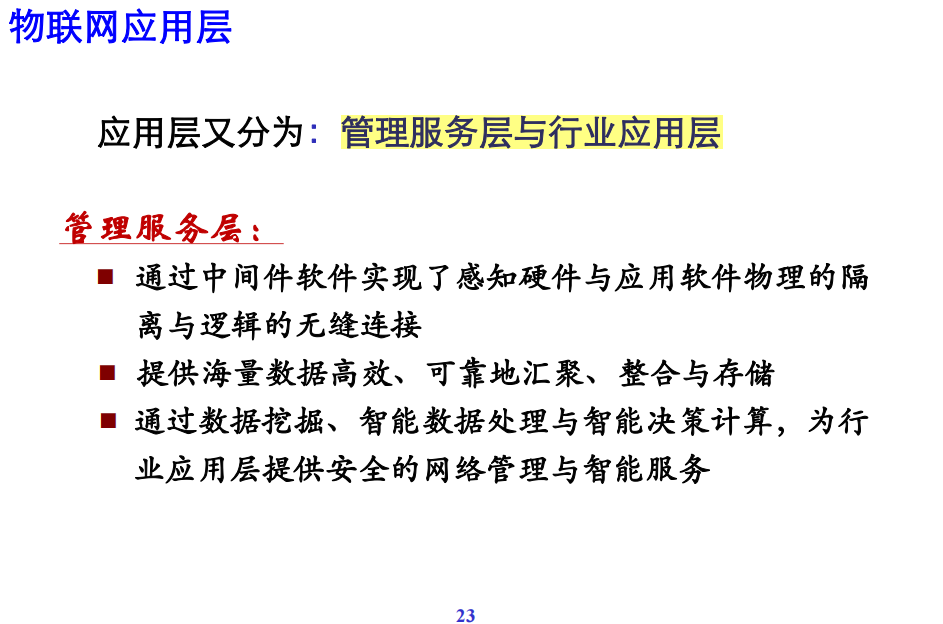 物联网应用层
应用层又分为：管理服务层与行业应用层
管理服务层：
■ 通过中间件软件实现了感知硬件与应用软件物理的隔
离与逻辑的无缝连接
■ 提供海量数据高效、可靠地汇聚、整合与存储
■ 通过数据挖掘、智能数据处理与智能决策计算，为行
业应用层提供安全的网络管理与智能服务
23